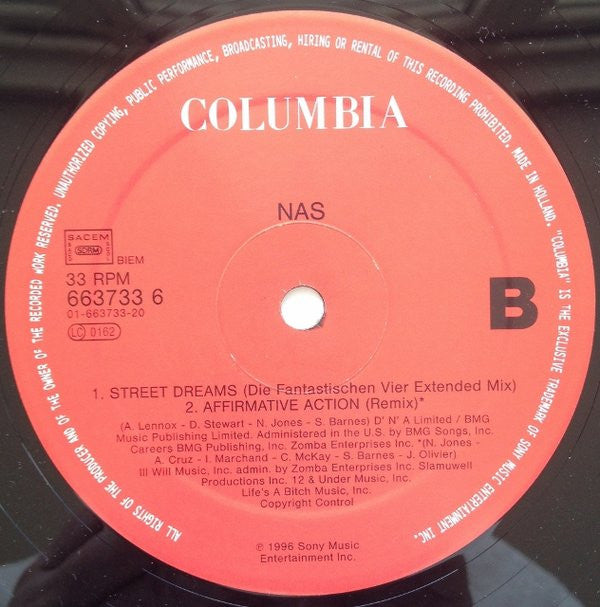 ALL RIGHTS OF THE PRODUCER AND OF THE OWNER OF THE RECORDED WORK RESERVED. UNAUTHORIZED COPYING, PUBLIC PERFORMANCE, BROADCASTING, HIRING OR RENTAL OF THIS RECORDING PROHIBITED. MADE IN HOLLAND. "COLUMBIA" IS THE EXCLUSIVE TRADEMARK OF SONY MUSIC ENTERTAINMENT INC.
COLUMBIA
NAS
SACEM
SDRM
BIEM
33 RPM
663733 6
01-663733-20
LC 0162
B
1. STREET DREAMS (Die Fantastischen Vier Extended Mix)
2. AFFIRMATIVE ACTION (Remix)*
(A. Lennox - D. Stewart - N. Jones - S. Barnes) D' N' A Limited / BMG
Music Publishing Limited. Administered in the U.S. by BMG Songs, Inc.
Careers BMG Publishing, Inc. Zomba Enterprises Inc. *(N. Jones -
A. Cruz - I. Marchand - C. McKay - S. Barnes - J. Olivier)
Ill Will Music, Inc. admin. by Zomba Enterprises Inc. Slamuwell
Productions Inc. 12 & Under Music, Inc.
Life's A Bitch Music, Inc.
Copyright Control
℗ 1996 Sony Music
Entertainment Inc.